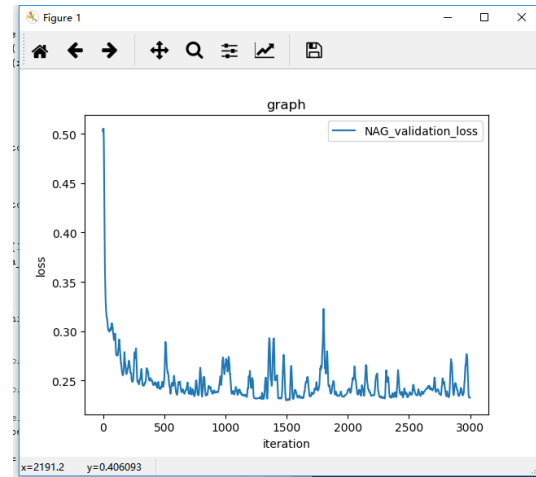 Figure 1
graph
NAG_validation_loss
0.50
0.45
0.40
0.35
0.30
0.25
loss
0 500 1000 1500 2000 2500 3000
iteration
x=2191.2 y=0.406093